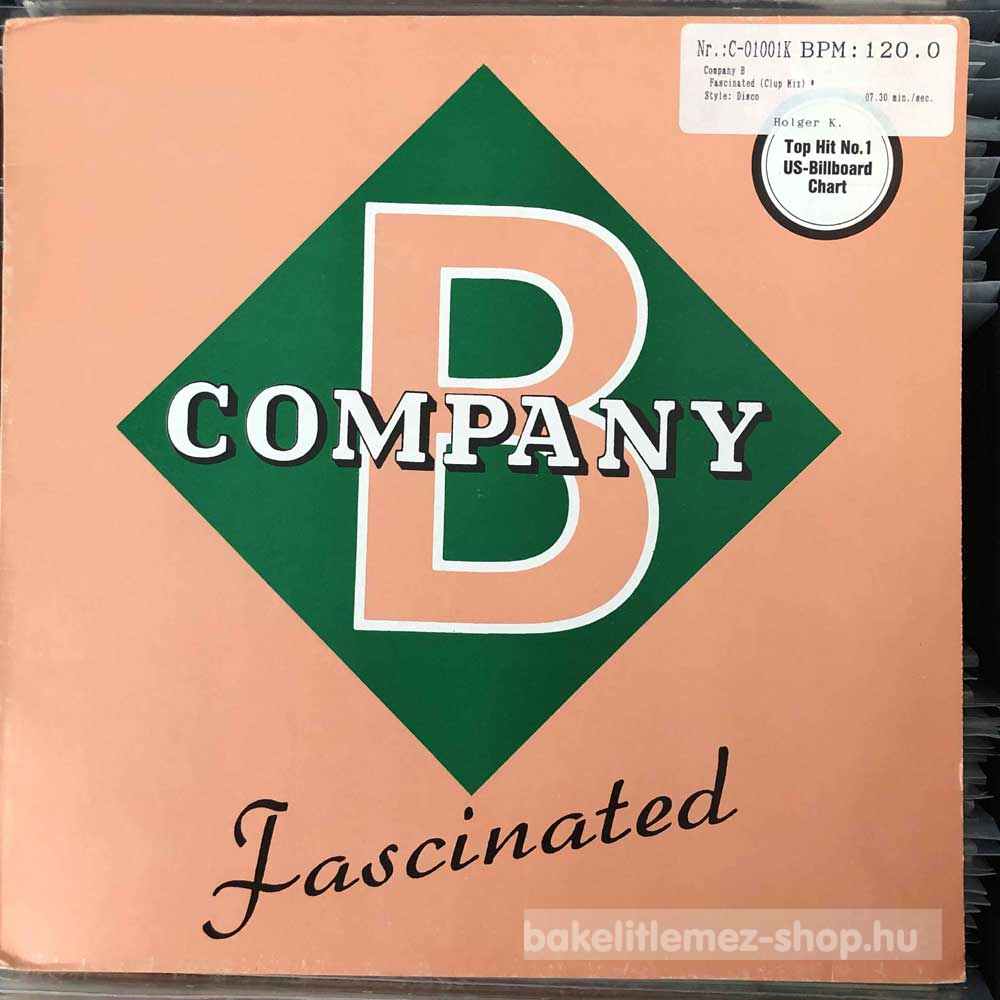 Nr.:C-01001K BPM:120.0
Company B
Fascinated (Clup Mix) *
Style: Disco 07.30 min./sec.
Holger K.
Top Hit No.1
US-Billboard
Chart
B
COMPANY
Fascinated
bakelitlemez-shop.hu